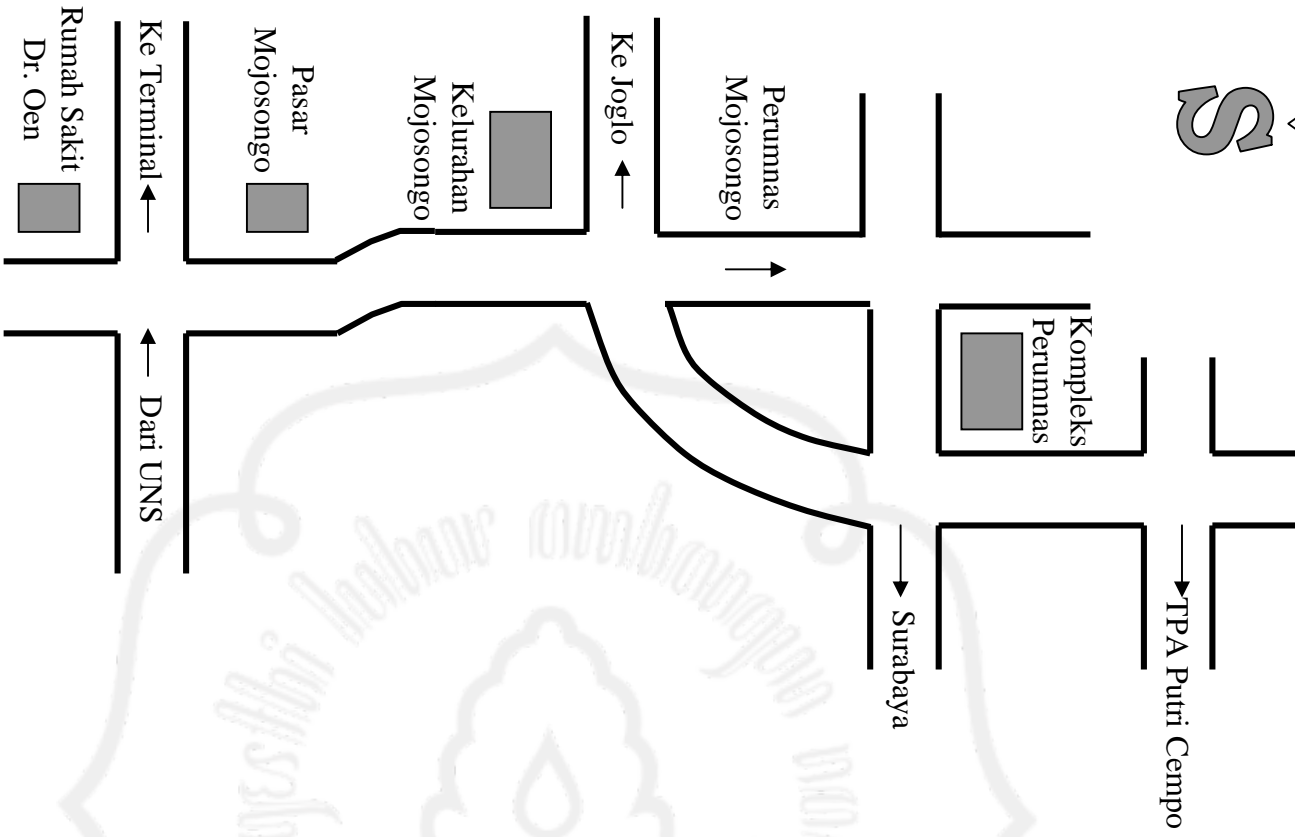 S
TPA Putri Cempo
Kompleks
Perumnas
Surabaya
Perumnas
Mojosongo
Ke Joglo
Kelurahan
Mojosongo
Pasar
Mojosongo
Ke Terminal
Dari UNS
Rumah Sakit
Dr. Oen